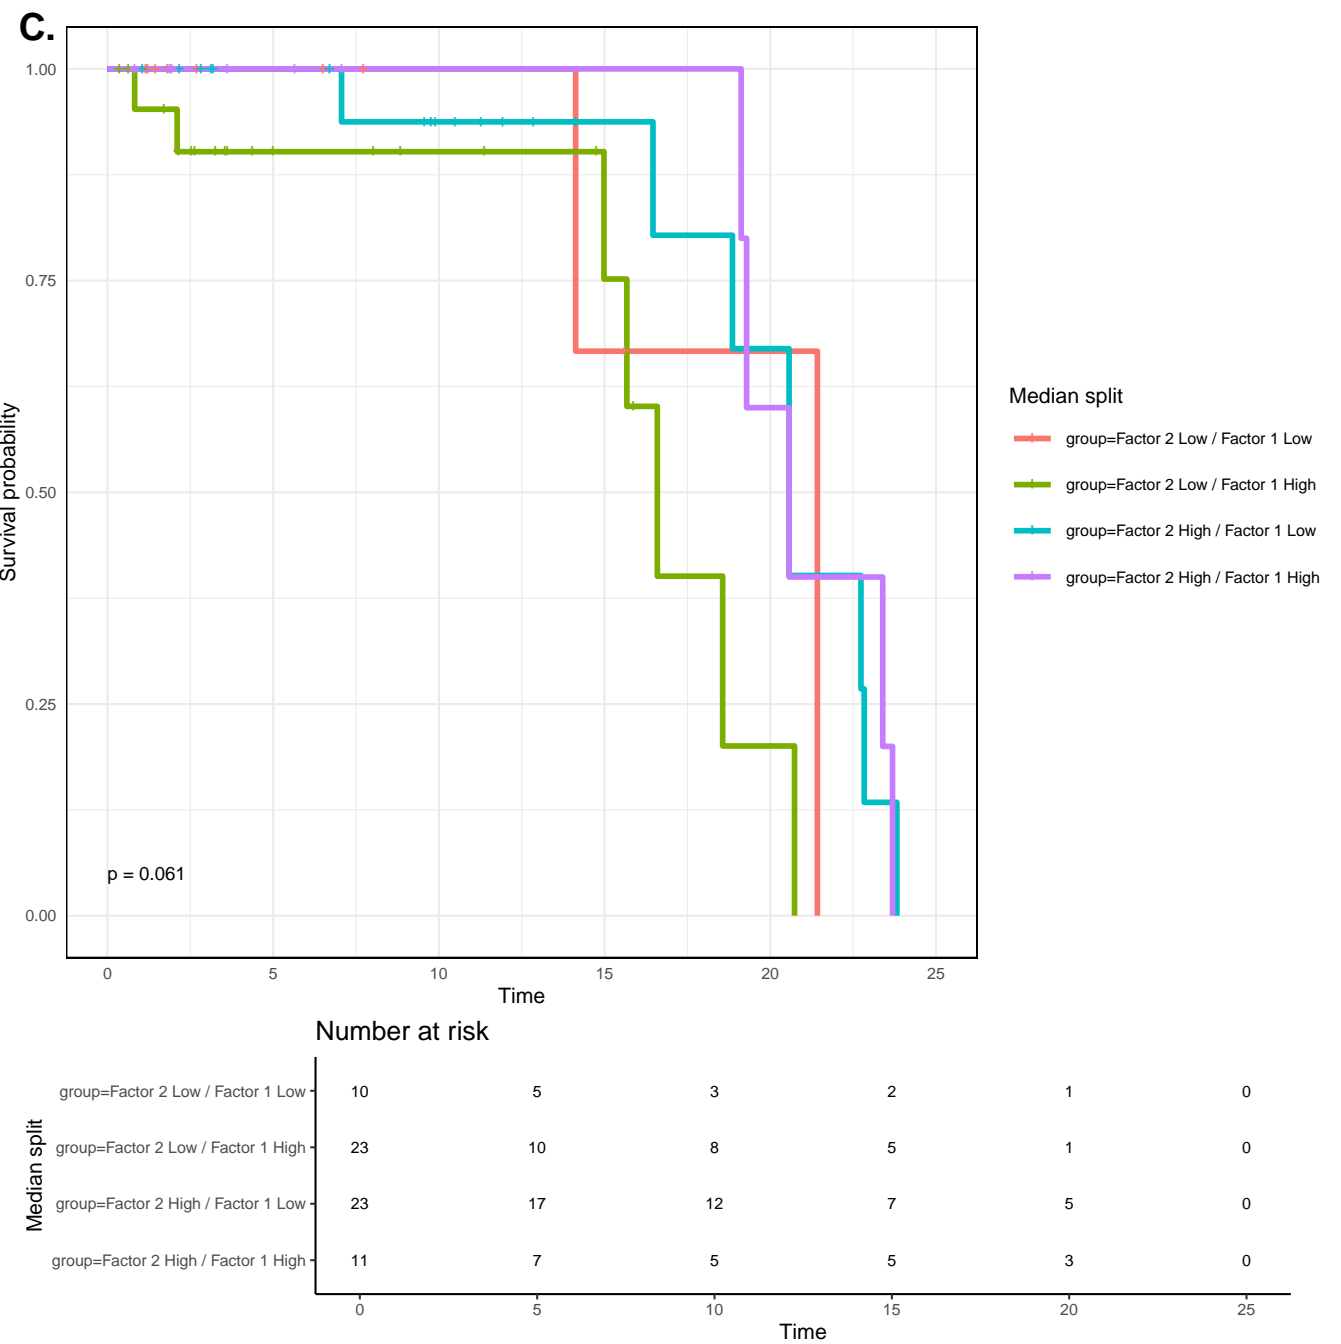 C.
1.00
0.75
0.50
0.25
0.00
Survival probability
p = 0.061
0 5 10 15 20 25
Time
Median split
group=Factor 2 Low / Factor 1 Low
group=Factor 2 Low / Factor 1 High
group=Factor 2 High / Factor 1 Low
group=Factor 2 High / Factor 1 High
Number at risk
Median split
group=Factor 2 Low / Factor 1 Low 10 5 3 2 1 0
group=Factor 2 Low / Factor 1 High 23 10 8 5 1 0
group=Factor 2 High / Factor 1 Low 23 17 12 7 5 0
group=Factor 2 High / Factor 1 High 11 7 5 5 3 0
0 5 10 15 20 25
Time